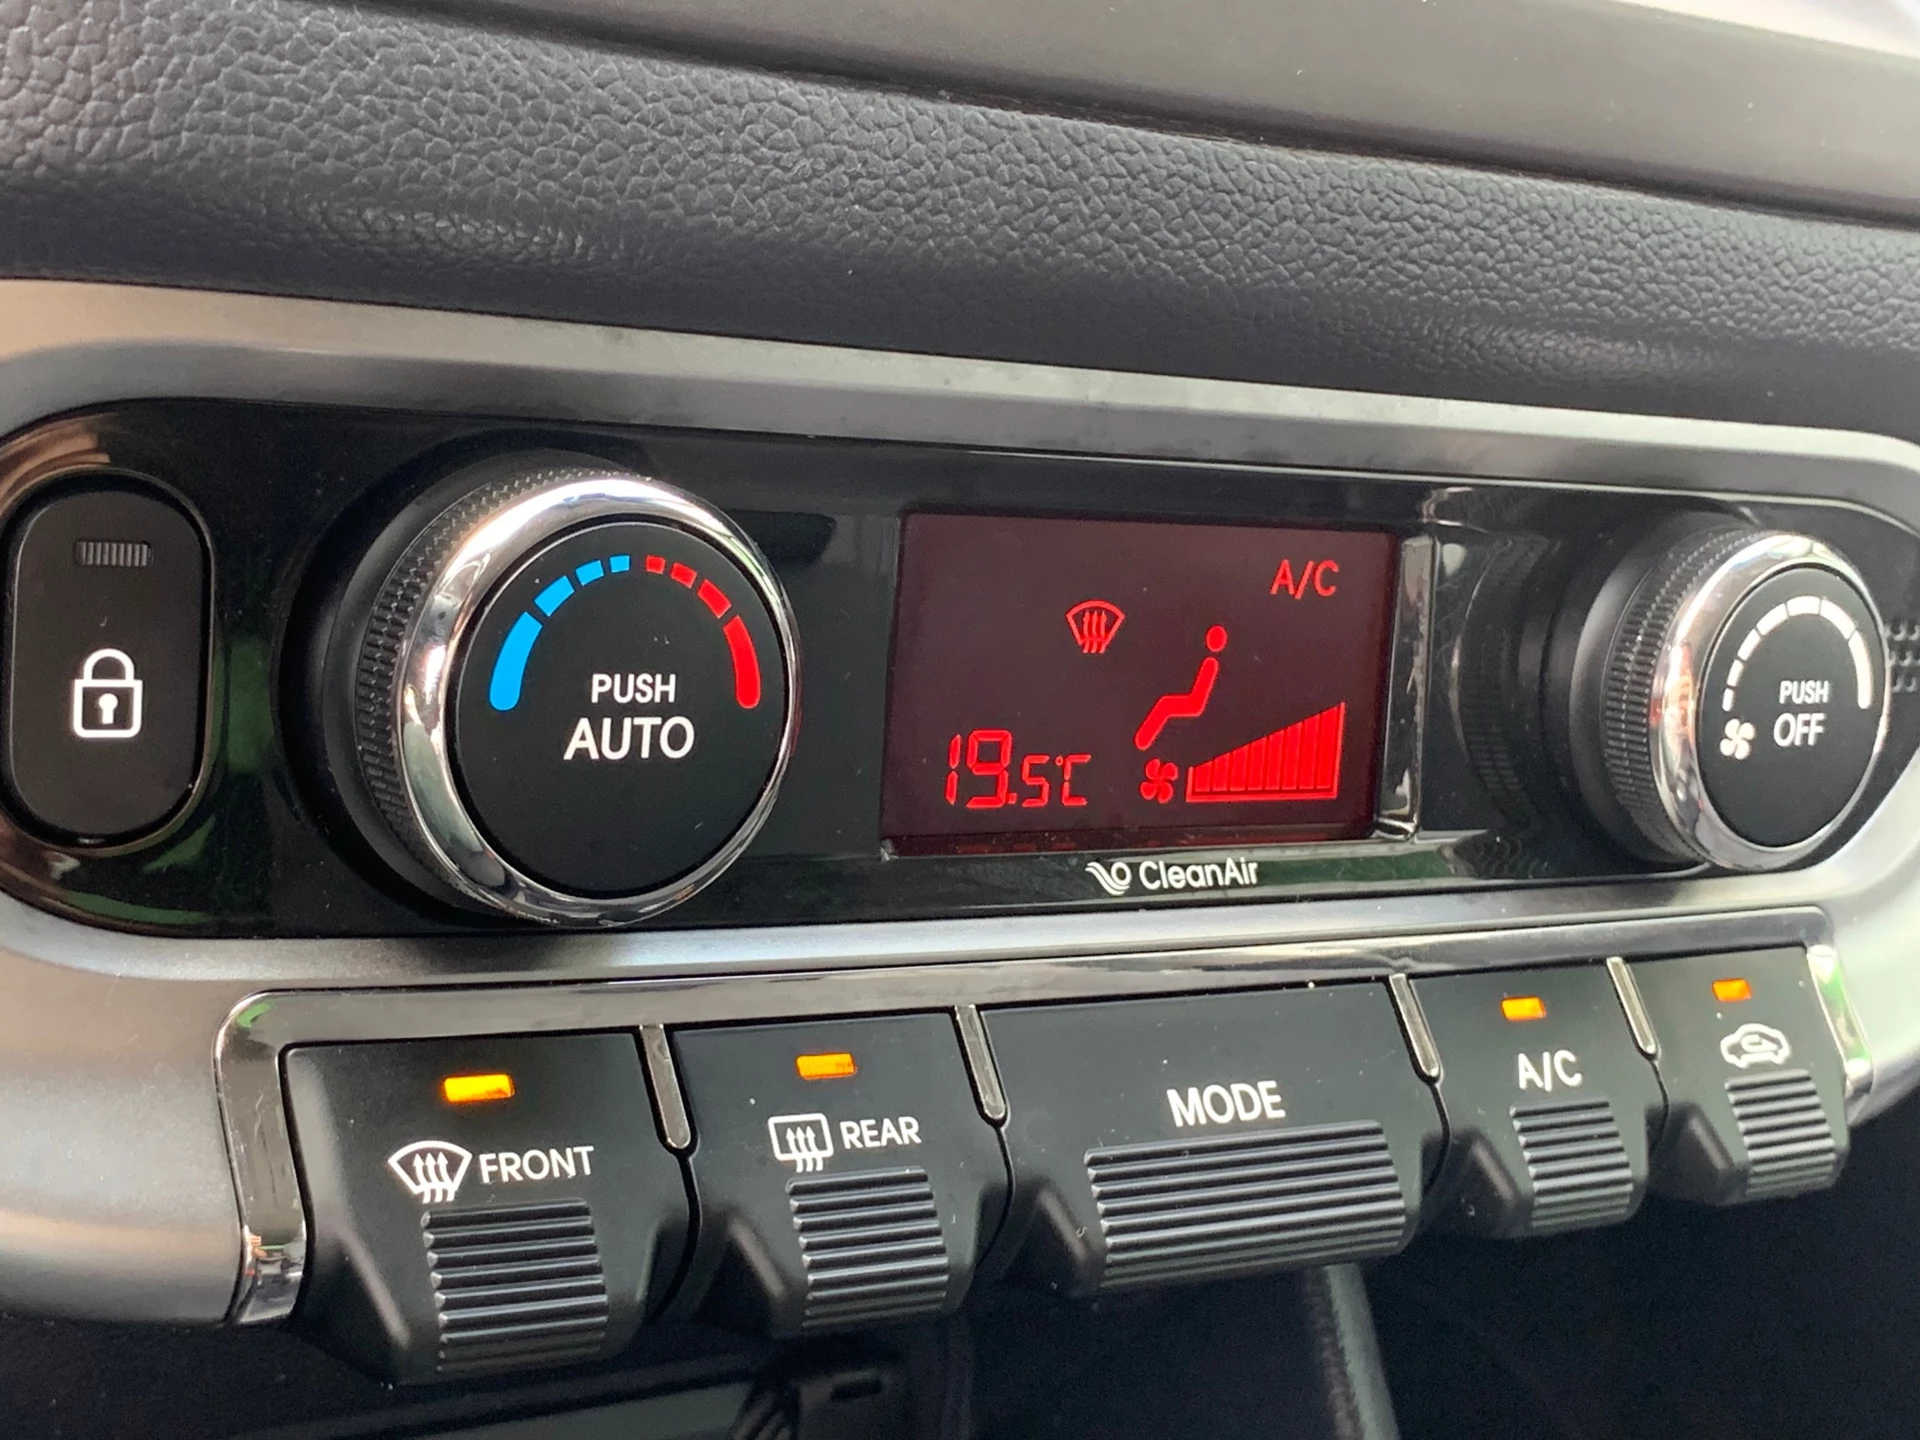 PUSH
AUTO
A/C
19.5°C
CleanAir
PUSH
OFF
FRONT
REAR
MODE
A/C